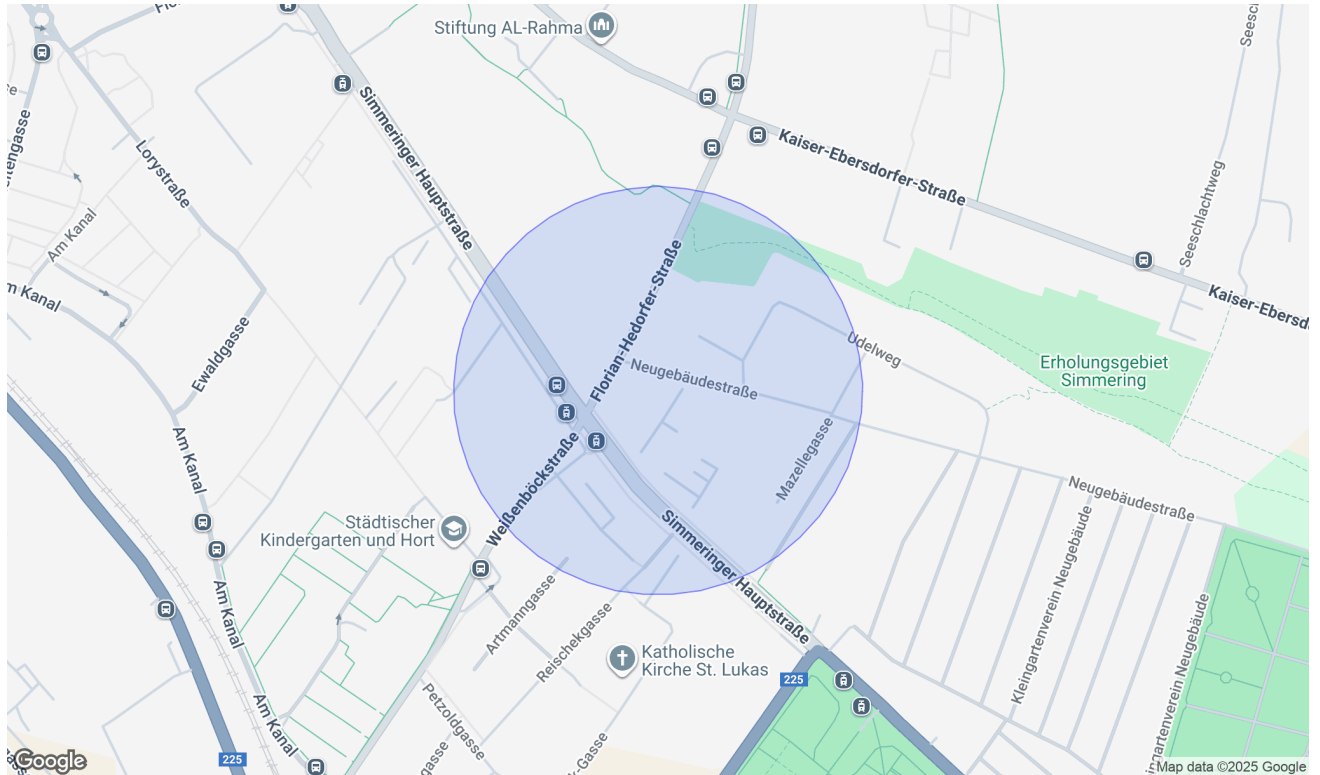 Stiftung AL-Rahma
Simmeringer Hauptstraße
Kaiser-Ebersdorfer-Straße
Lorystraße
Seeschlachtweg
Am Kanal
Florian-Hedorfer-Straße
Am Kanal
Kaiser-Ebersd
Ewaldgasse
Udelweg
Erholungsgebiet
Simmering
Neugebäudestraße
Mazellegasse
Am Kanal
Weißenböckstraße
Neugebäudestraße
Städtischer
Kindergarten und Hort
Simmeringer Hauptstraße
Kleingartenverein Neugebäude
Am Kanal
Artmanngasse
Reischekgasse
Katholische
Kirche St. Lukas
225
Petzoldgasse
Am Kanal
225
Google
Map data ©2025 Google